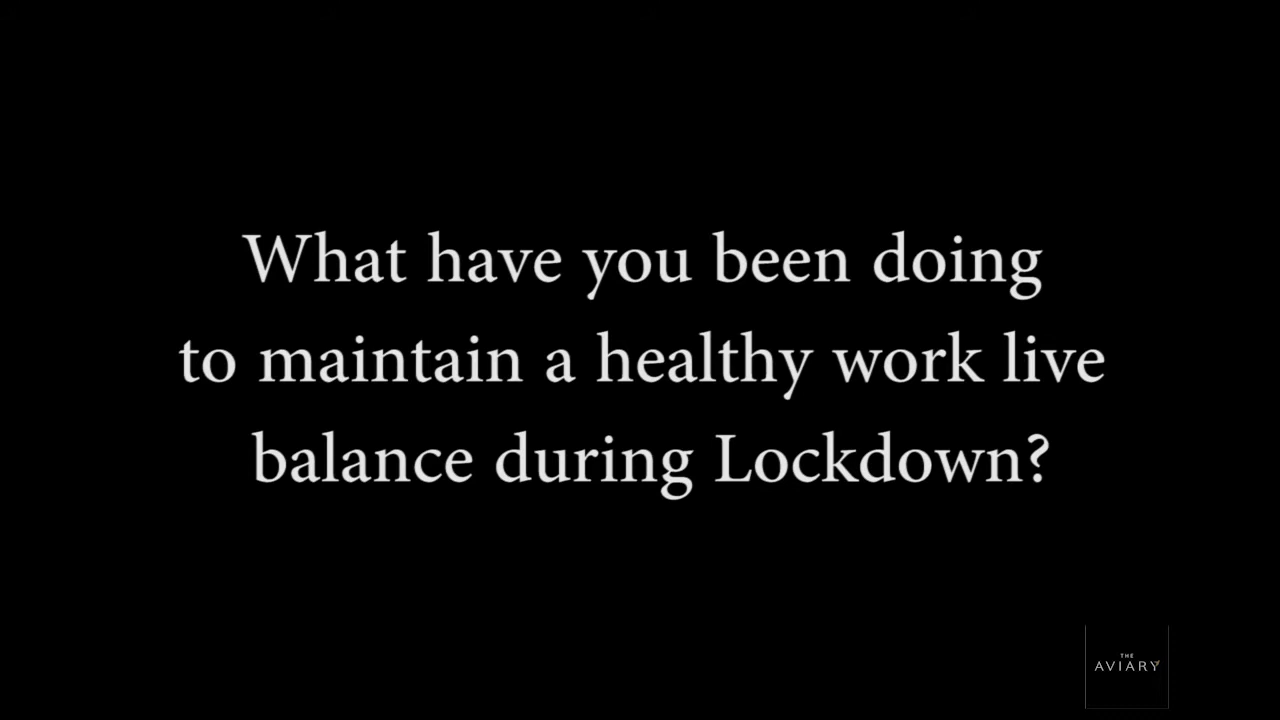 What have you been doing
to maintain a healthy work live
balance during Lockdown?
THE
AVIARY